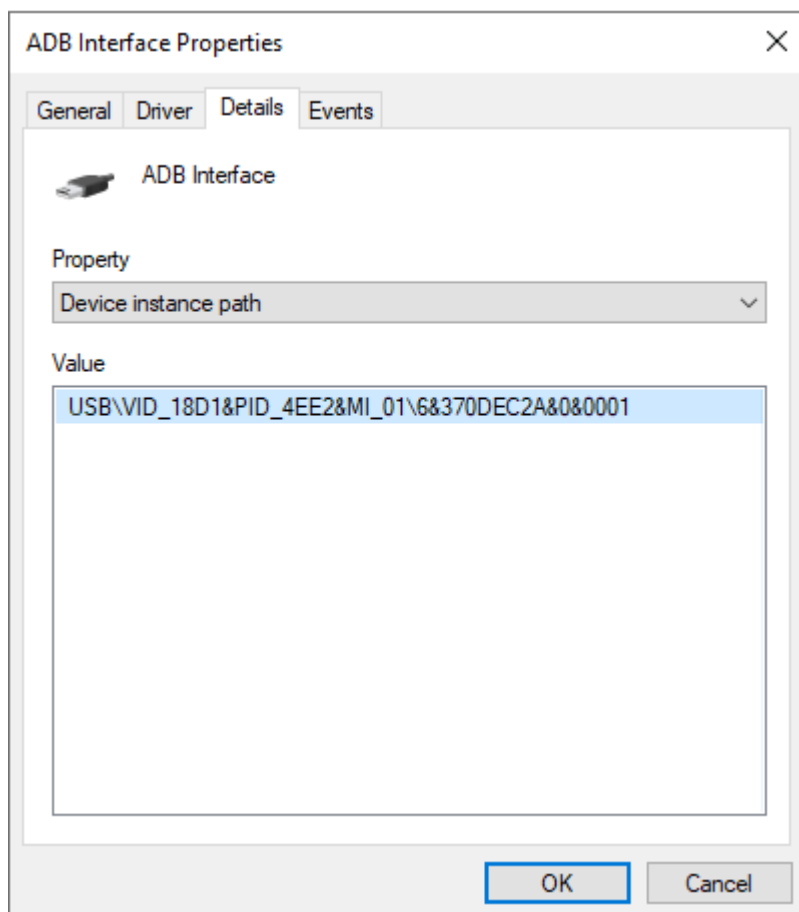 ADB Interface Properties
General Driver Details Events
ADB Interface
Property
Device instance path
Value
USB\VID_18D1&PID_4EE2&MI_01\6&370DEC2A&0&0001
OK Cancel